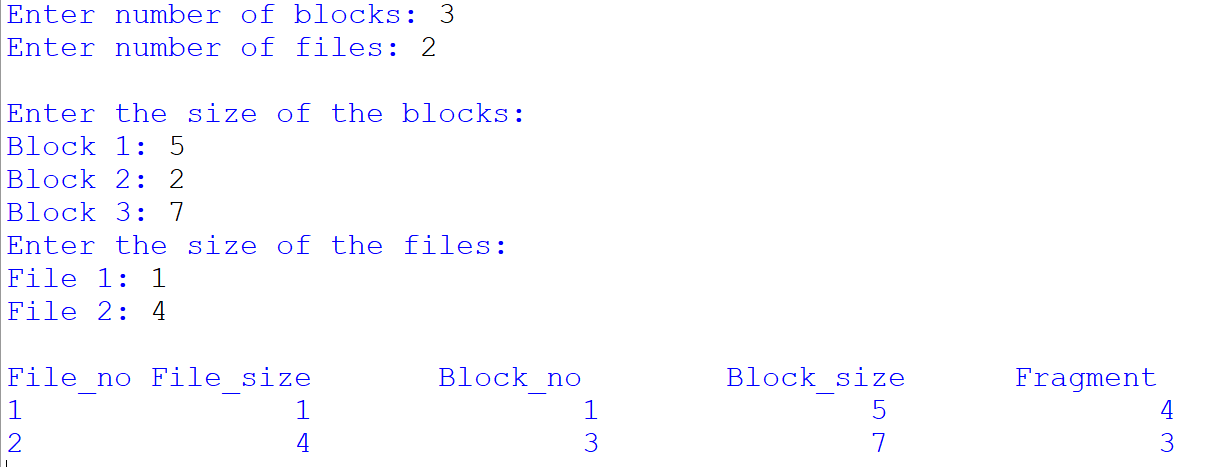 Enter number of blocks: 3
Enter number of files: 2
Enter the size of the blocks:
Block 1: 5
Block 2: 2
Block 3: 7
Enter the size of the files:
File 1: 1
File 2: 4
File_no File_size Block_no Block_size Fragment
1 1 1 5 4
2 4 3 7 3